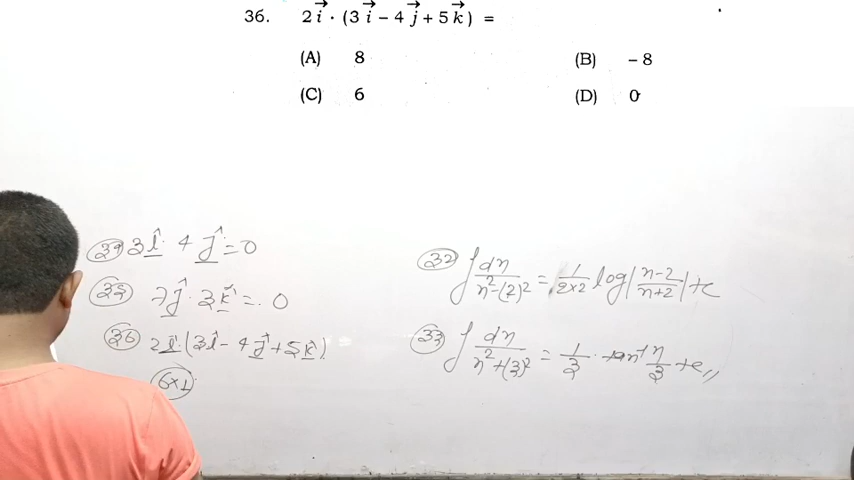 36. 2i⃗ · (3i⃗ − 4j⃗ + 5k⃗) =
(A) 8
(B) − 8
(C) 6
(D) 0
34 3î · 4ĵ = 0
35 7ĵ · 3k̂ = 0
36 2î·(3î − 4ĵ + 5k̂)
6×1
32 ∫ dx / x²−(2)² = 1 / 2×2 log |x−2 / x+2| + c
33 ∫ dx / x²+(3)² = 1 / 3 · tan⁻¹ x / 3 + c,,